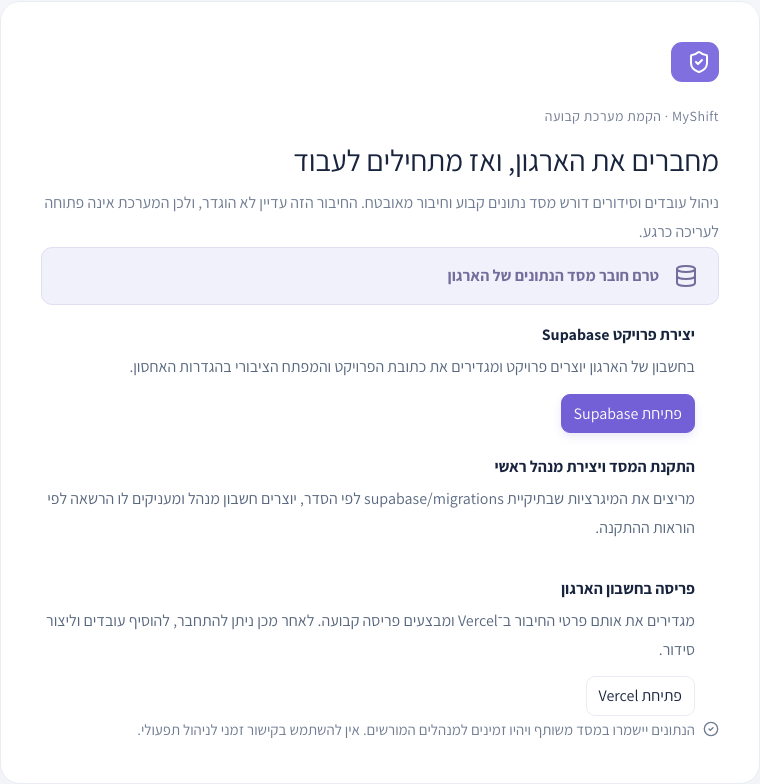 MyShift · הקמת מערכת קבועה
מחברים את הארגון, ואז מתחילים לעבוד
ניהול עובדים וסידורים דורש מסד נתונים קבוע וחיבור מאובטח. החיבור הזה עדיין לא הוגדר, ולכן המערכת אינה פתוחה
לעריכה כרגע.
טרם חובר מסד הנתונים של הארגון
יצירת פרויקט Supabase
בחשבון של הארגון יוצרים פרויקט ומגדירים את כתובת הפרויקט והמפתח הציבורי בהגדרות האחסון.
פתיחת Supabase
התקנת המסד ויצירת מנהל ראשי
מריצים את המיגרציות שבתיקיית supabase/migrations לפי הסדר, יוצרים חשבון מנהל ומעניקים לו הרשאה לפי
הוראות ההתקנה.
פריסה בחשבון הארגון
מגדירים את אותם פרטי החיבור ב־Vercel ומבצעים פריסה קבועה. לאחר מכן ניתן להתחבר, להוסיף עובדים וליצור
סידור.
פתיחת Vercel
הנתונים יישמרו במסד משותף ויהיו זמינים למנהלים המורשים. אין להשתמש בקישור זמני לניהול תפעולי.